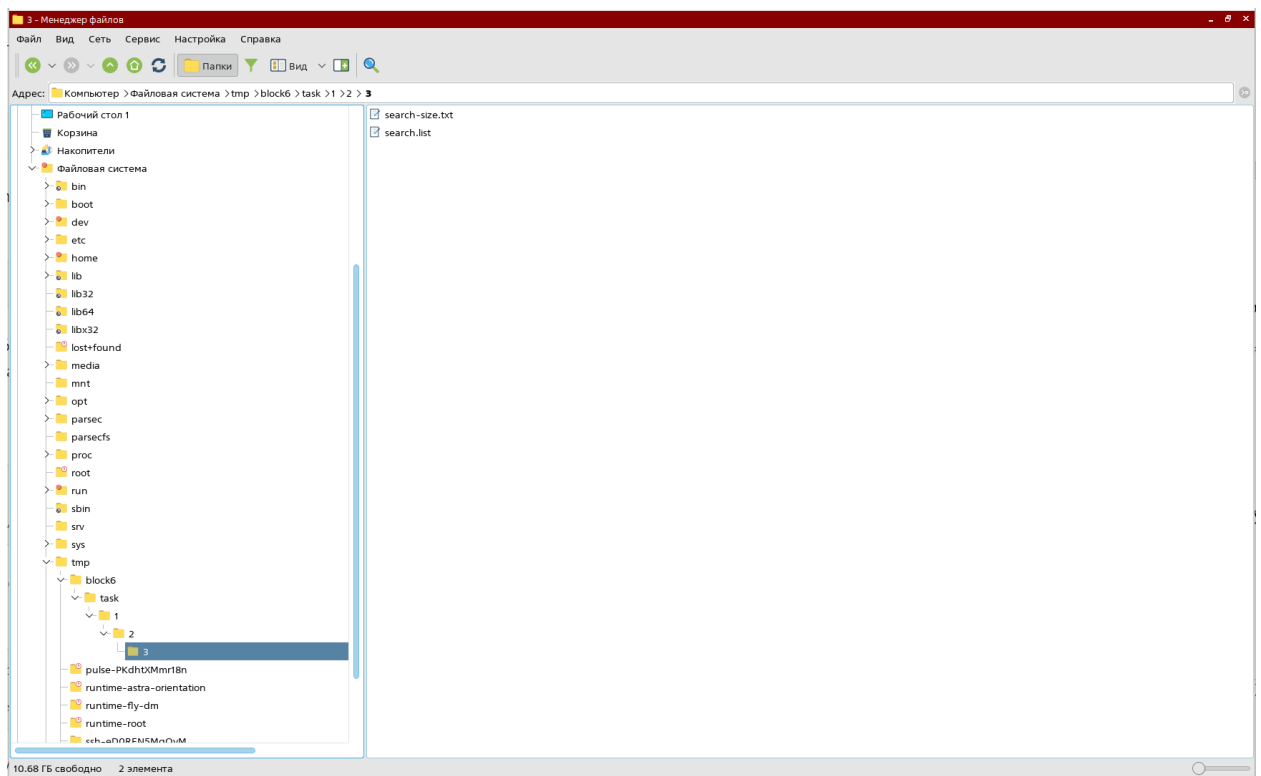 3 - Менеджер файлов
Файл Вид Сеть Сервис Настройка Справка
Папки Вид
Адрес: Компьютер > Файловая система > tmp > block6 > task > 1 > 2 > 3
Рабочий стол 1
Корзина
Накопители
Файловая система
bin
boot
dev
etc
home
lib
lib32
lib64
libx32
lost+found
media
mnt
opt
parsec
parsecfs
proc
root
run
sbin
srv
sys
tmp
block6
task
1
2
3
pulse-PKdhtXMmr18n
runtime-astra-orientation
runtime-fly-dm
runtime-root
search-size.txt
search.list
10.68 ГБ свободно 2 элемента